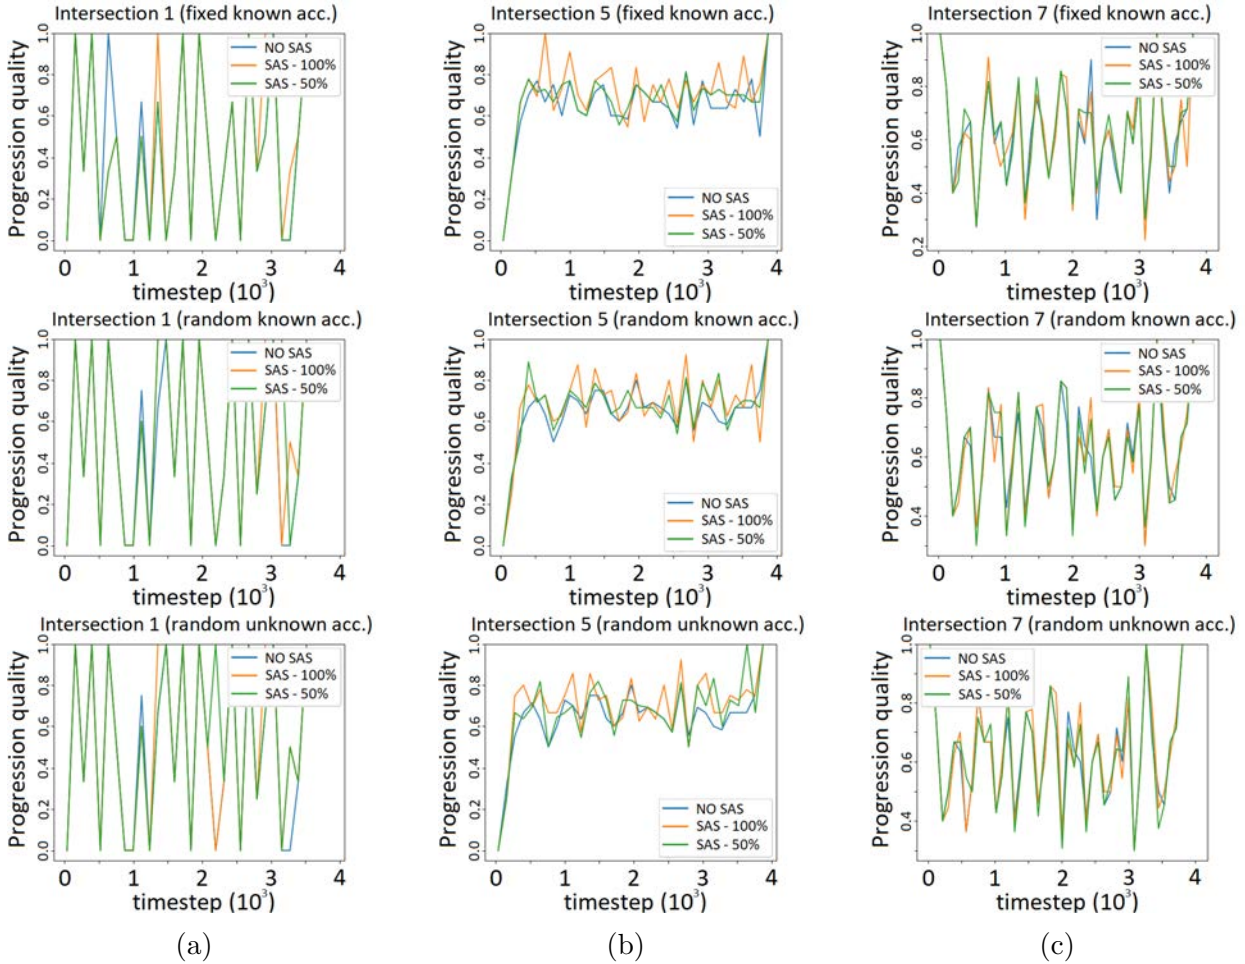 Intersection 1 (fixed known acc.)
Progression quality
1.0
0.8
0.6
0.4
0.2
0.0
NO SAS
SAS - 100%
SAS - 50%
0 1 2 3 4
timestep (10³)
Intersection 5 (fixed known acc.)
Progression quality
1.0
0.8
0.6
0.4
0.2
0.0
NO SAS
SAS - 100%
SAS - 50%
0 1 2 3 4
timestep (10³)
Intersection 7 (fixed known acc.)
Progression quality
1.0
0.8
0.6
0.4
0.2
NO SAS
SAS - 100%
SAS - 50%
0 1 2 3 4
timestep (10³)
Intersection 1 (random known acc.)
Progression quality
1.0
0.8
0.6
0.4
0.2
0.0
NO SAS
SAS - 100%
SAS - 50%
0 1 2 3 4
timestep (10³)
Intersection 5 (random known acc.)
Progression quality
1.0
0.8
0.6
0.4
0.2
0.0
NO SAS
SAS - 100%
SAS - 50%
0 1 2 3 4
timestep (10³)
Intersection 7 (random known acc.)
Progression quality
1.0
0.8
0.6
0.4
NO SAS
SAS - 100%
SAS - 50%
0 1 2 3 4
timestep (10³)
Intersection 1 (random unknown acc.)
Progression quality
1.0
0.8
0.6
0.4
0.2
0.0
NO SAS
SAS - 100%
SAS - 50%
0 1 2 3 4
timestep (10³)
Intersection 5 (random unknown acc.)
Progression quality
1.0
0.8
0.6
0.4
0.2
0.0
NO SAS
SAS - 100%
SAS - 50%
0 1 2 3 4
timestep (10³)
Intersection 7 (random unknown acc.)
Progression quality
1.0
0.8
0.6
0.4
NO SAS
SAS - 100%
SAS - 50%
0 1 2 3 4
timestep (10³)
(a) (b) (c)